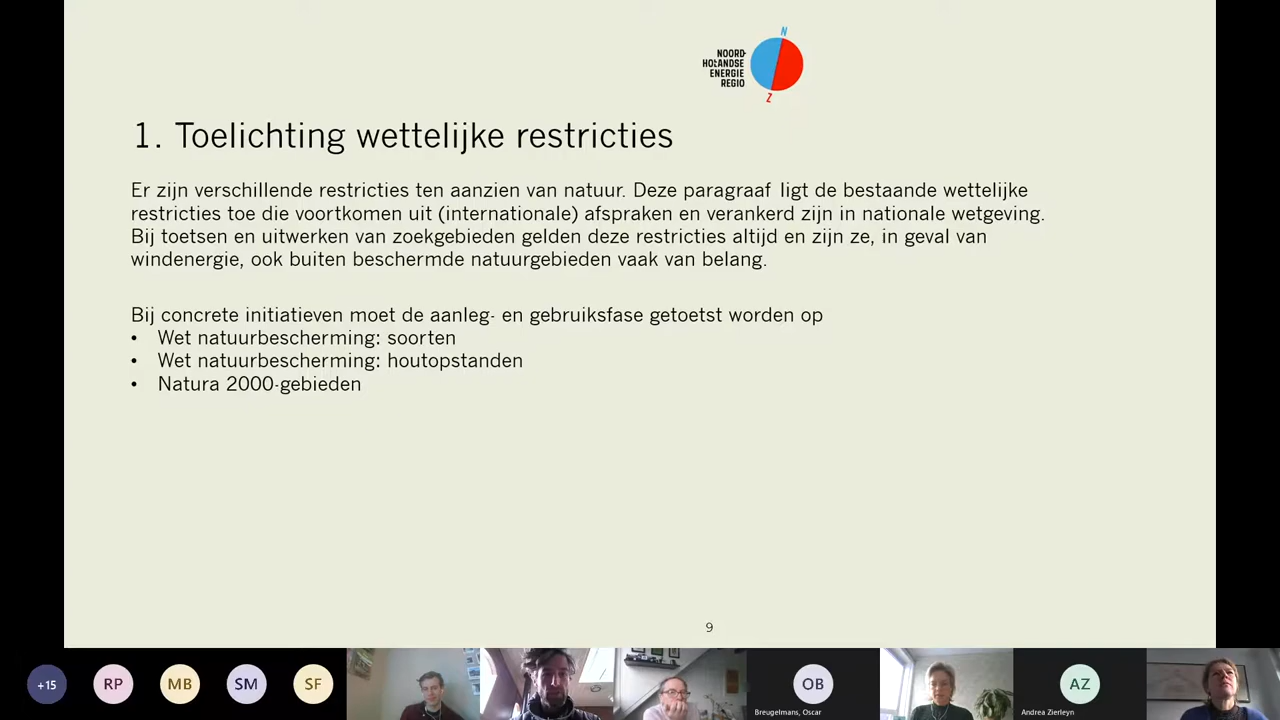 N
NOORD-
HOLLANDSE
ENERGIE
REGIO
Z
1. Toelichting wettelijke restricties
Er zijn verschillende restricties ten aanzien van natuur. Deze paragraaf ligt de bestaande wettelijke
restricties toe die voortkomen uit (internationale) afspraken en verankerd zijn in nationale wetgeving.
Bij toetsen en uitwerken van zoekgebieden gelden deze restricties altijd en zijn ze, in geval van
windenergie, ook buiten beschermde natuurgebieden vaak van belang.
Bij concrete initiatieven moet de aanleg- en gebruiksfase getoetst worden op
• Wet natuurbescherming: soorten
• Wet natuurbescherming: houtopstanden
• Natura 2000-gebieden
9
+15
RP
MB
SM
SF
OB
Breugelmans, Oscar
AZ
Andrea Zierleyn